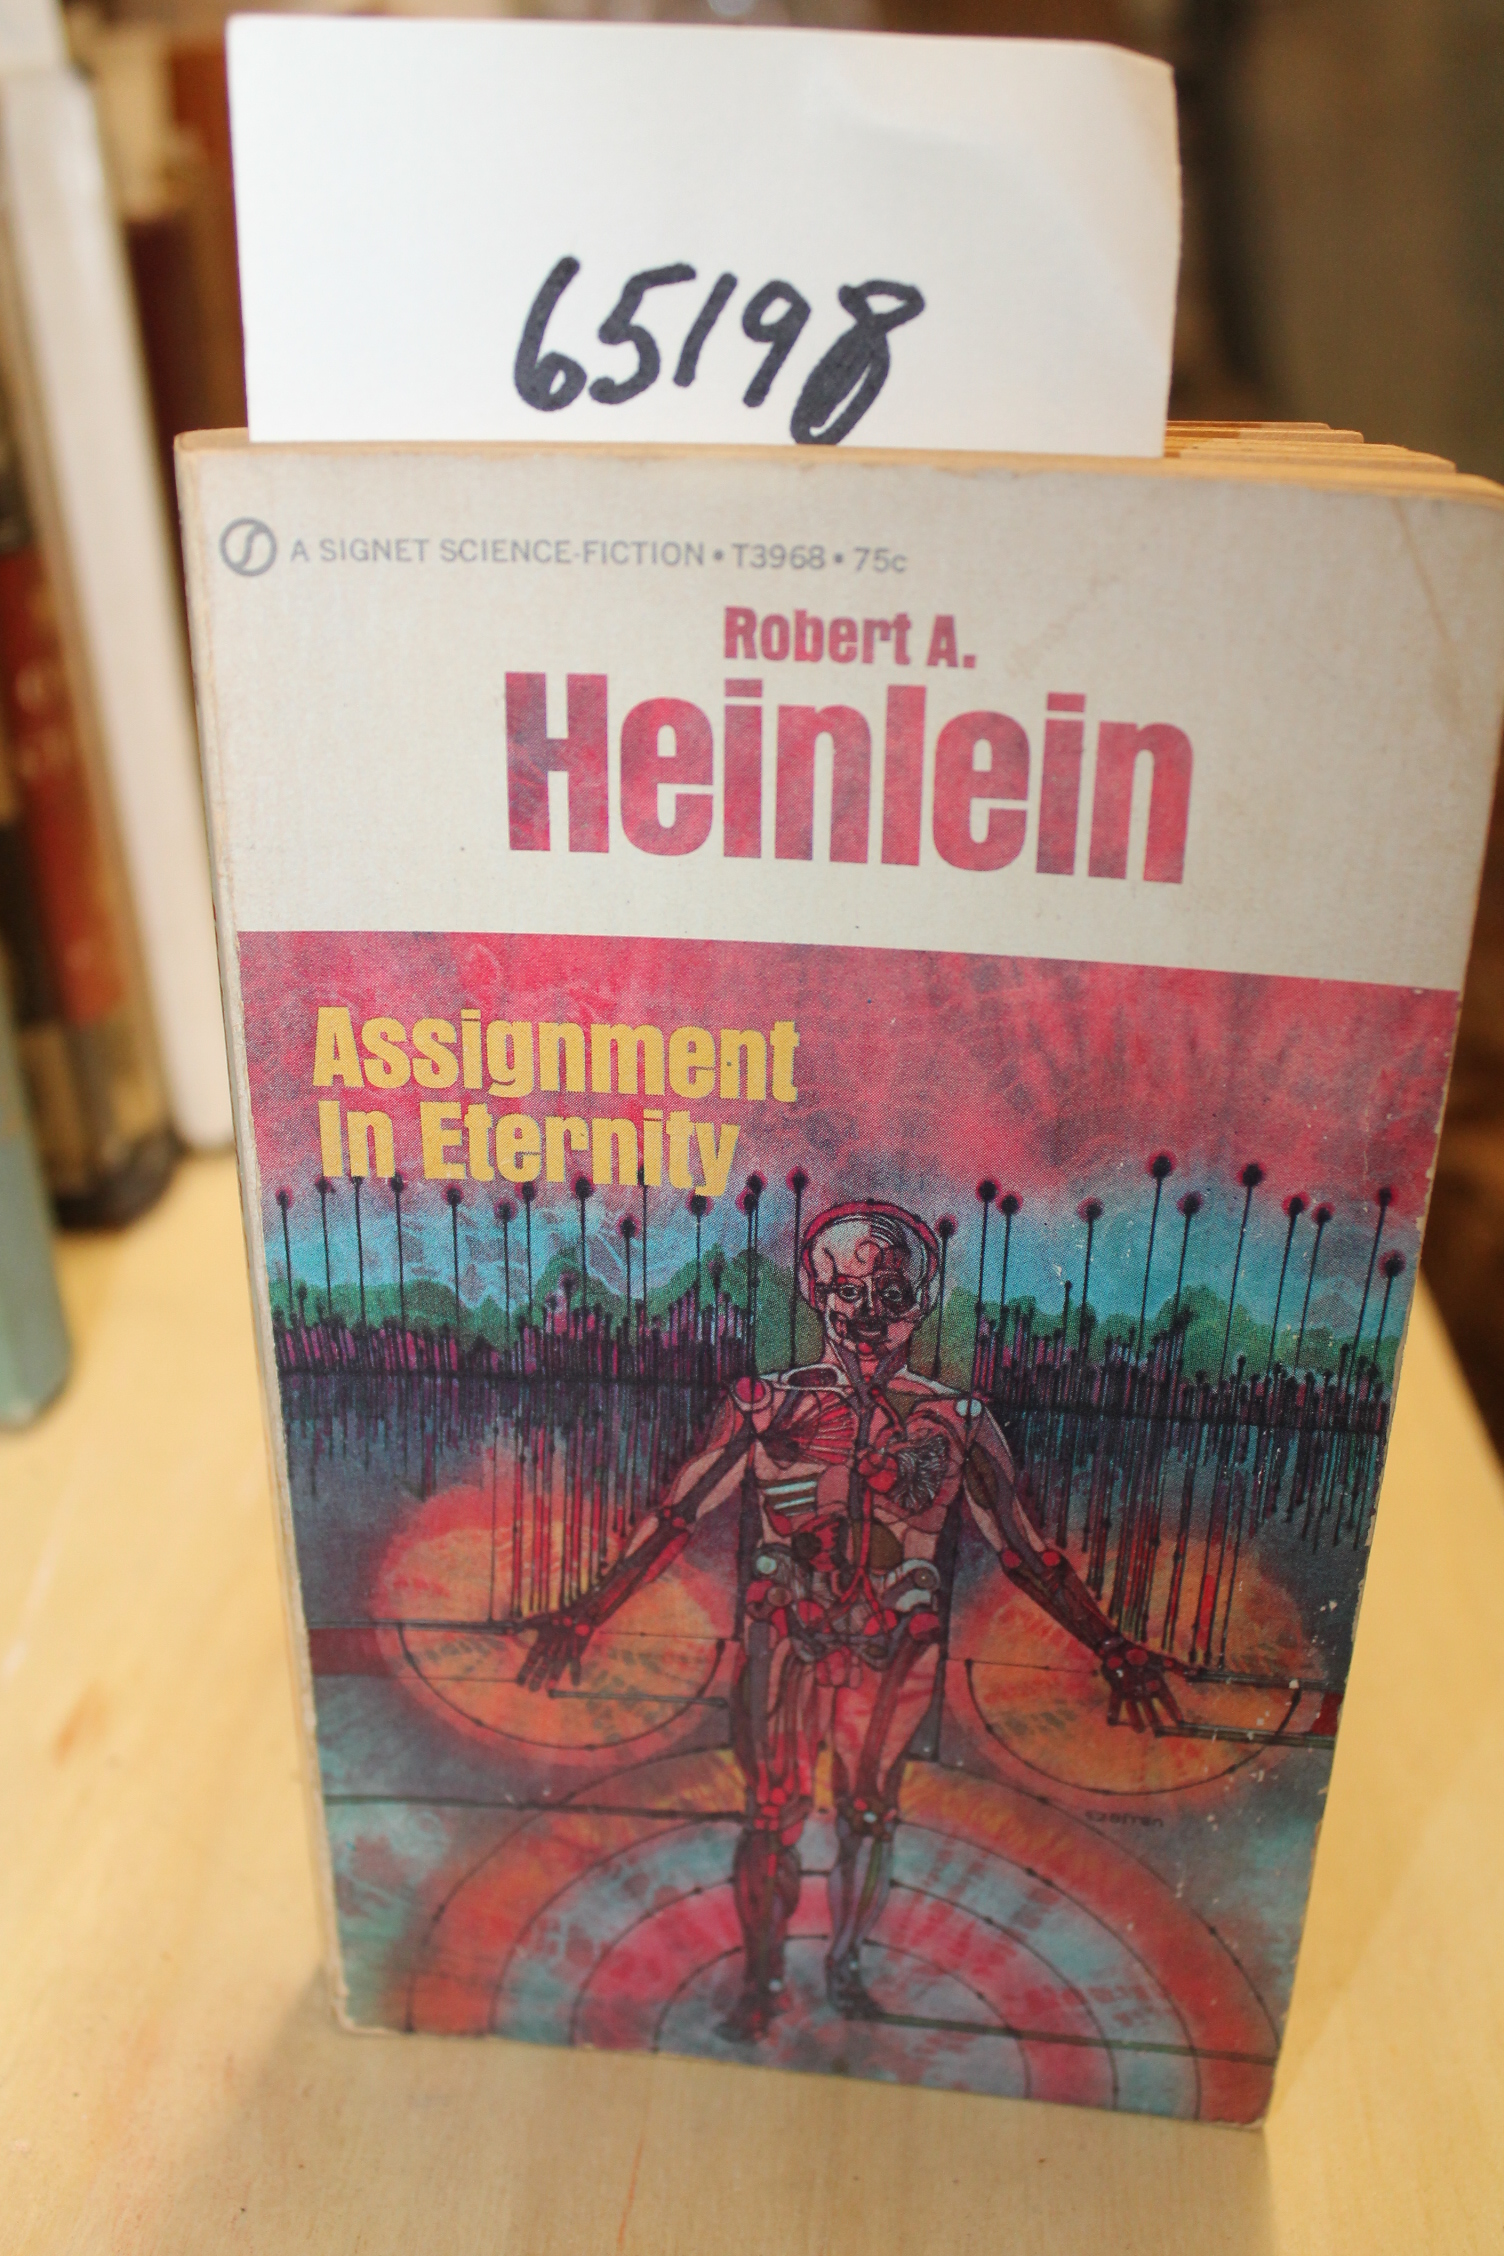 65198
A SIGNET SCIENCE-FICTION • T3968 • 75c
Robert A.
Heinlein
Assignment
In Eternity